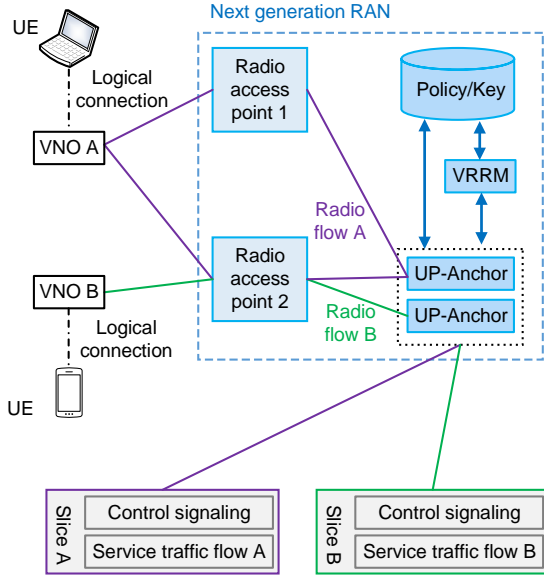 Next generation RAN
UE
Logical
connection
VNO A
Radio
access
point 1
Policy/Key
VRRM
Radio
flow A
Radio
access
point 2
UP-Anchor
UP-Anchor
VNO B
Radio
flow B
Logical
connection
UE
Slice A
Control signaling
Service traffic flow A
Slice B
Control signaling
Service traffic flow B